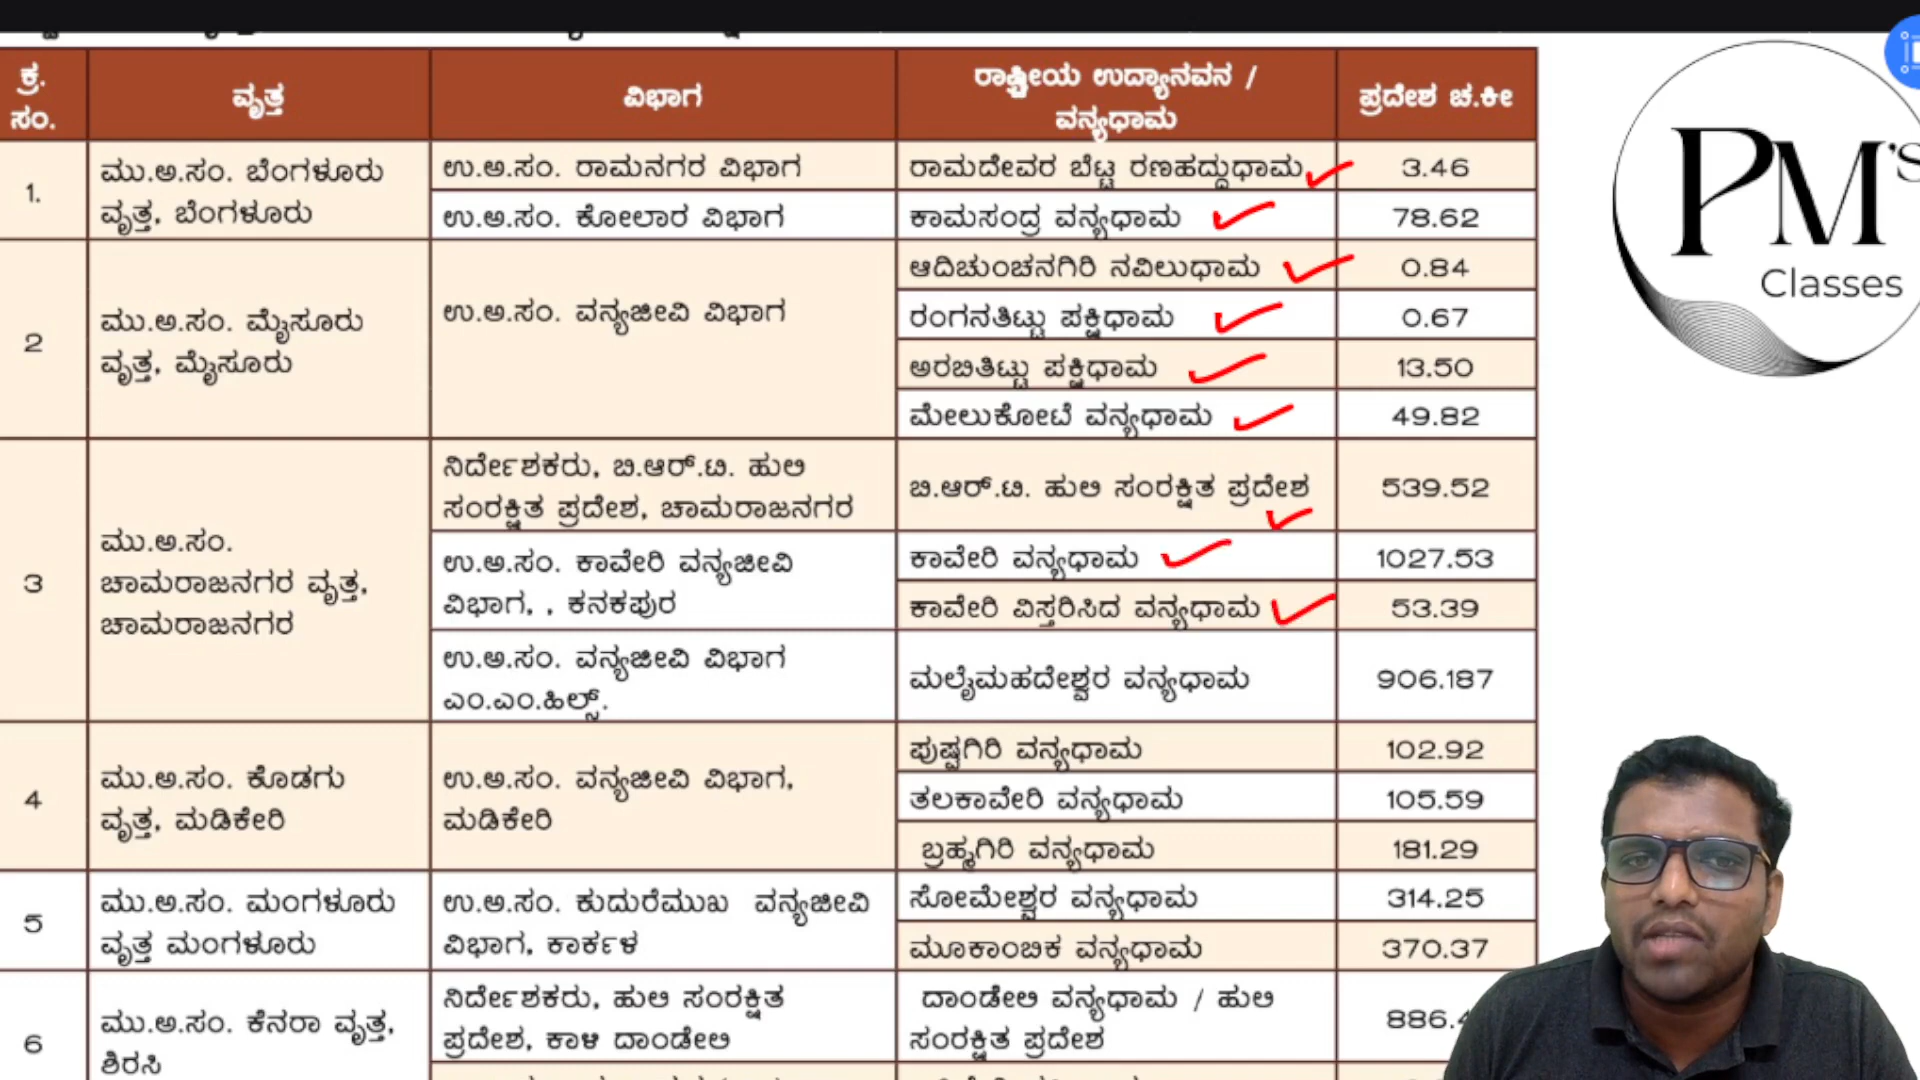 ಕ್ರ.
ಸಂ.
ವೃತ್ತ
ವಿಭಾಗ
ರಾಷ್ಟ್ರೀಯ ಉದ್ಯಾನವನ /
ವನ್ಯಧಾಮ
ಪ್ರದೇಶ ಚ.ಕೀ
1.
ಮು.ಅ.ಸಂ. ಬೆಂಗಳೂರು
ವೃತ್ತ, ಬೆಂಗಳೂರು
ಉ.ಅ.ಸಂ. ರಾಮನಗರ ವಿಭಾಗ
ರಾಮದೇವರ ಬೆಟ್ಟ ರಣಹದ್ದುಧಾಮ
3.46
ಉ.ಅ.ಸಂ. ಕೋಲಾರ ವಿಭಾಗ
ಕಾಮಸಂದ್ರ ವನ್ಯಧಾಮ
78.62
2
ಮು.ಅ.ಸಂ. ಮೈಸೂರು
ವೃತ್ತ, ಮೈಸೂರು
ಉ.ಅ.ಸಂ. ವನ್ಯಜೀವಿ ವಿಭಾಗ
ಆದಿಚುಂಚನಗಿರಿ ನವಿಲುಧಾಮ
0.84
ರಂಗನತಿಟ್ಟು ಪಕ್ಷಿಧಾಮ
0.67
ಅರಬಿತಿಟ್ಟು ಪಕ್ಷಿಧಾಮ
13.50
ಮೇಲುಕೋಟೆ ವನ್ಯಧಾಮ
49.82
3
ಮು.ಅ.ಸಂ.
ಚಾಮರಾಜನಗರ ವೃತ್ತ,
ಚಾಮರಾಜನಗರ
ನಿರ್ದೇಶಕರು, ಬಿ.ಆರ್.ಟಿ. ಹುಲಿ
ಸಂರಕ್ಷಿತ ಪ್ರದೇಶ, ಚಾಮರಾಜನಗರ
ಬಿ.ಆರ್.ಟಿ. ಹುಲಿ ಸಂರಕ್ಷಿತ ಪ್ರದೇಶ
539.52
ಉ.ಅ.ಸಂ. ಕಾವೇರಿ ವನ್ಯಜೀವಿ
ವಿಭಾಗ, , ಕನಕಪುರ
ಕಾವೇರಿ ವನ್ಯಧಾಮ
1027.53
ಕಾವೇರಿ ವಿಸ್ತರಿಸಿದ ವನ್ಯಧಾಮ
53.39
ಉ.ಅ.ಸಂ. ವನ್ಯಜೀವಿ ವಿಭಾಗ
ಎಂ.ಎಂ.ಹಿಲ್ಸ್.
ಮಲೈಮಹದೇಶ್ವರ ವನ್ಯಧಾಮ
906.187
4
ಮು.ಅ.ಸಂ. ಕೊಡಗು
ವೃತ್ತ, ಮಡಿಕೇರಿ
ಉ.ಅ.ಸಂ. ವನ್ಯಜೀವಿ ವಿಭಾಗ,
ಮಡಿಕೇರಿ
ಪುಷ್ಪಗಿರಿ ವನ್ಯಧಾಮ
102.92
ತಲಕಾವೇರಿ ವನ್ಯಧಾಮ
105.59
ಬ್ರಹ್ಮಗಿರಿ ವನ್ಯಧಾಮ
181.29
5
ಮು.ಅ.ಸಂ. ಮಂಗಳೂರು
ವೃತ್ತ ಮಂಗಳೂರು
ಉ.ಅ.ಸಂ. ಕುದುರೆಮುಖ ವನ್ಯಜೀವಿ
ವಿಭಾಗ, ಕಾರ್ಕಳ
ಸೋಮೇಶ್ವರ ವನ್ಯಧಾಮ
314.25
ಮೂಕಾಂಬಿಕ ವನ್ಯಧಾಮ
370.37
6
ಮು.ಅ.ಸಂ. ಕೆನರಾ ವೃತ್ತ,
ಶಿರಸಿ
ನಿರ್ದೇಶಕರು, ಹುಲಿ ಸಂರಕ್ಷಿತ
ಪ್ರದೇಶ, ಕಾಳಿ ದಾಂಡೇಲಿ
ದಾಂಡೇಲಿ ವನ್ಯಧಾಮ / ಹುಲಿ
ಸಂರಕ್ಷಿತ ಪ್ರದೇಶ
886.4
PM's
Classes